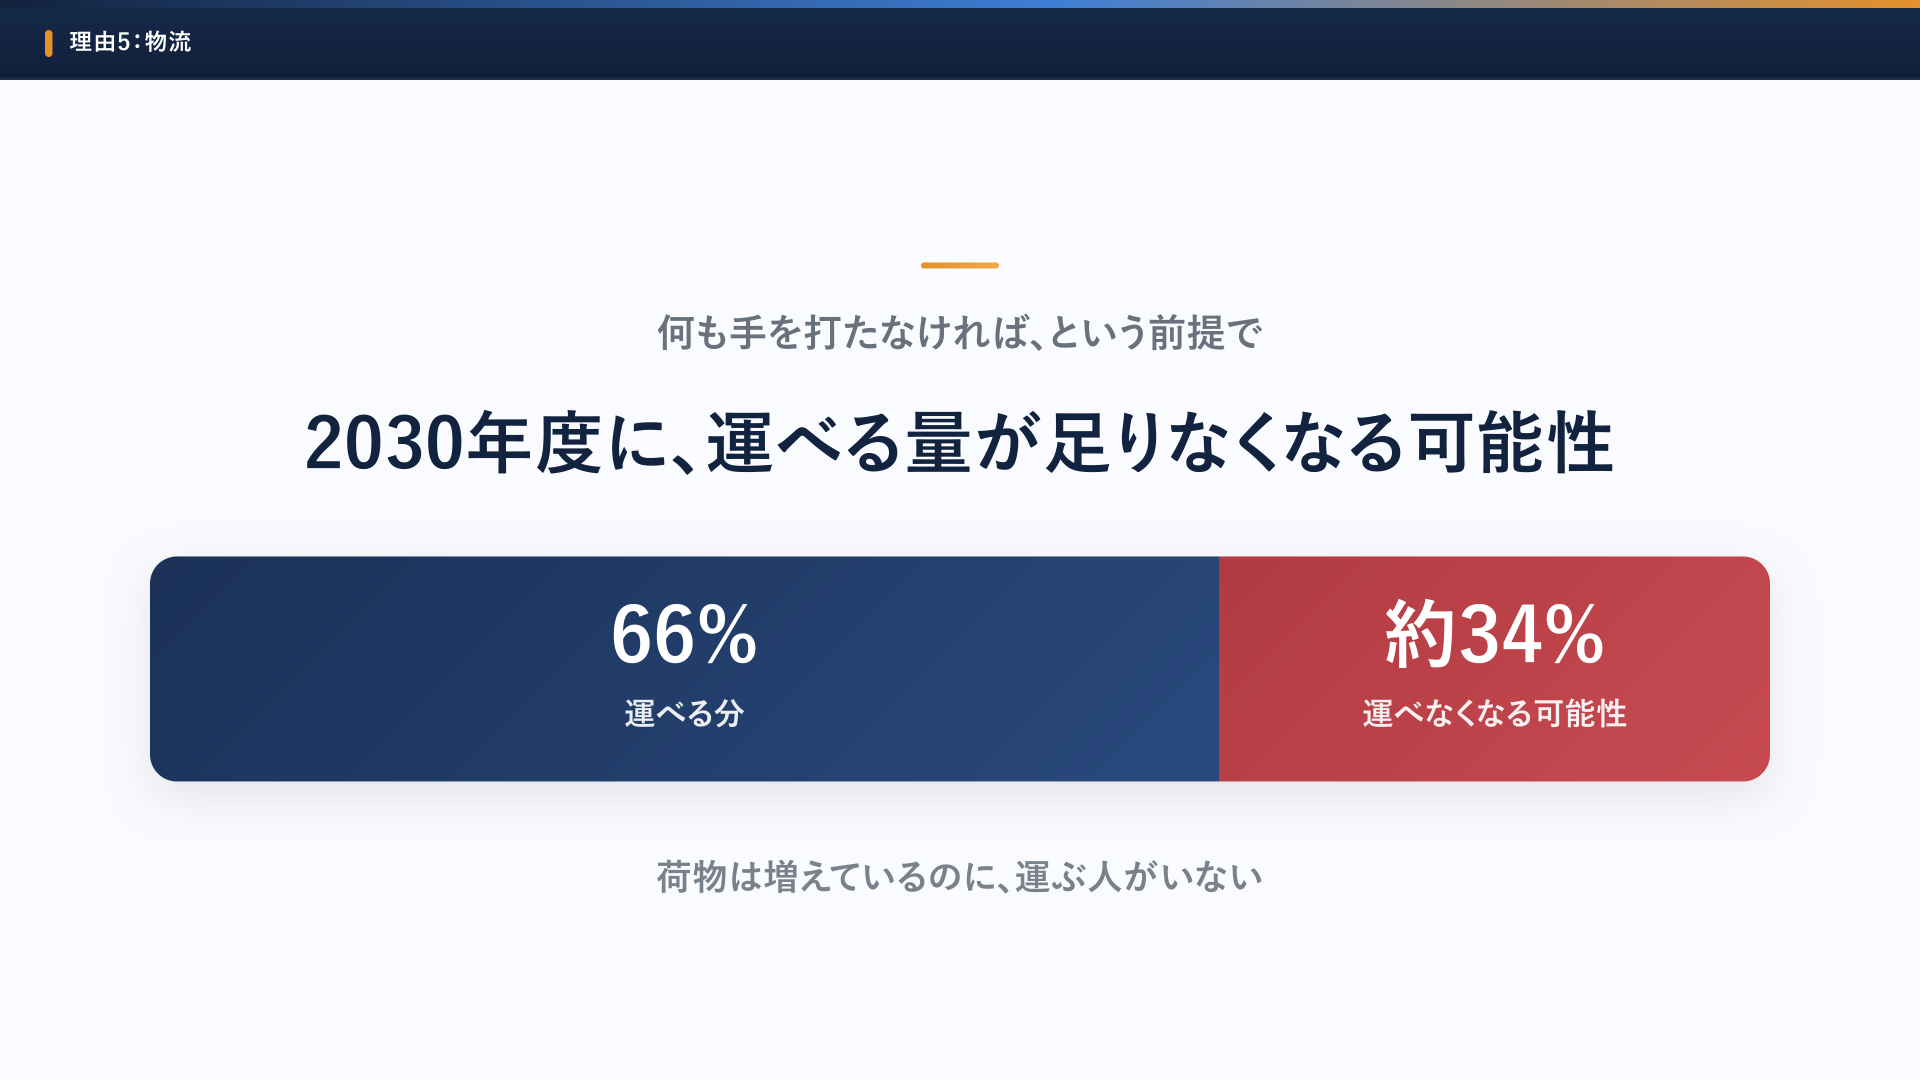 理由5：物流
何も手を打たなければ、という前提で
2030年度に、運べる量が足りなくなる可能性
66%
運べる分
約34%
運べなくなる可能性
荷物は増えているのに、運ぶ人がいない